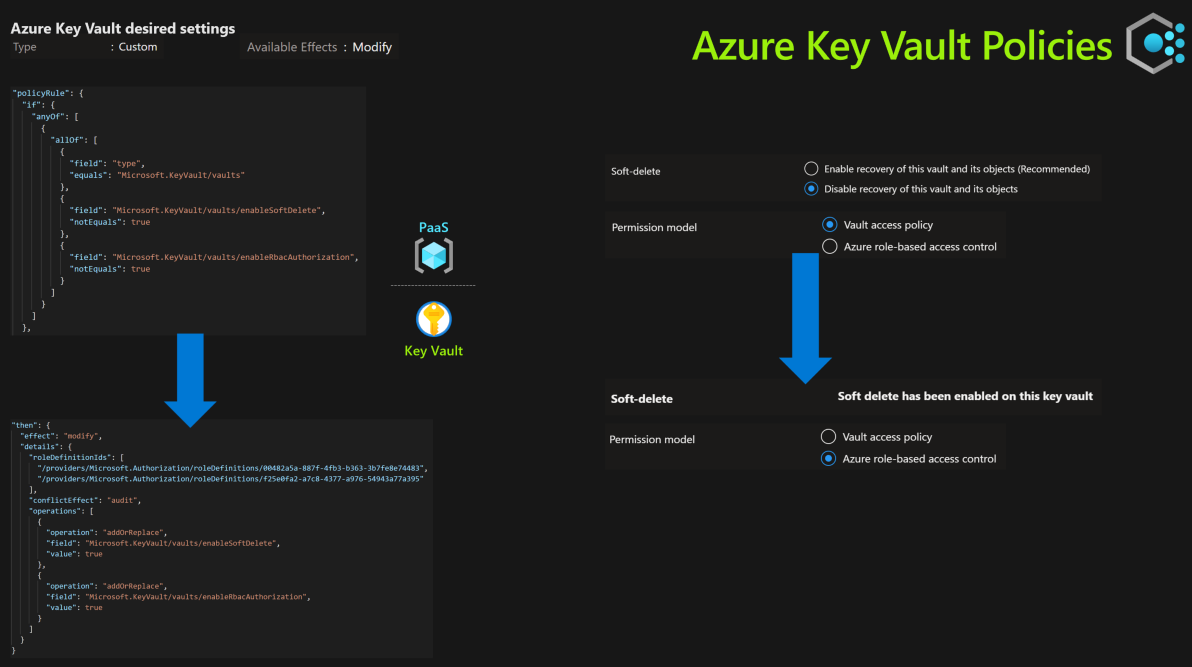 Azure Key Vault desired settings
Type : Custom Available Effects : Modify
Azure Key Vault Policies
"policyRule": {
"if": {
"anyOf": [
{
"allOf": [
{
"field": "type",
"equals": "Microsoft.KeyVault/vaults"
},
{
"field": "Microsoft.KeyVault/vaults/enableSoftDelete",
"notEquals": true
},
{
"field": "Microsoft.KeyVault/vaults/enableRbacAuthorization",
"notEquals": true
}
]
}
]
},
PaaS
Key Vault
"then": {
"effect": "modify",
"details": {
"roleDefinitionIds": [
"/providers/Microsoft.Authorization/roleDefinitions/00482a5a-887f-4fb3-b363-3b7fe8e74483",
"/providers/Microsoft.Authorization/roleDefinitions/f25e0fa2-a7c8-4377-a976-54943a77a395"
],
"conflictEffect": "audit",
"operations": [
{
"operation": "addOrReplace",
"field": "Microsoft.KeyVault/vaults/enableSoftDelete",
"value": true
},
{
"operation": "addOrReplace",
"field": "Microsoft.KeyVault/vaults/enableRbacAuthorization",
"value": true
}
]
}
}
Soft-delete
Enable recovery of this vault and its objects (Recommended)
Disable recovery of this vault and its objects
Permission model
Vault access policy
Azure role-based access control
Soft-delete
Soft delete has been enabled on this key vault
Permission model
Vault access policy
Azure role-based access control